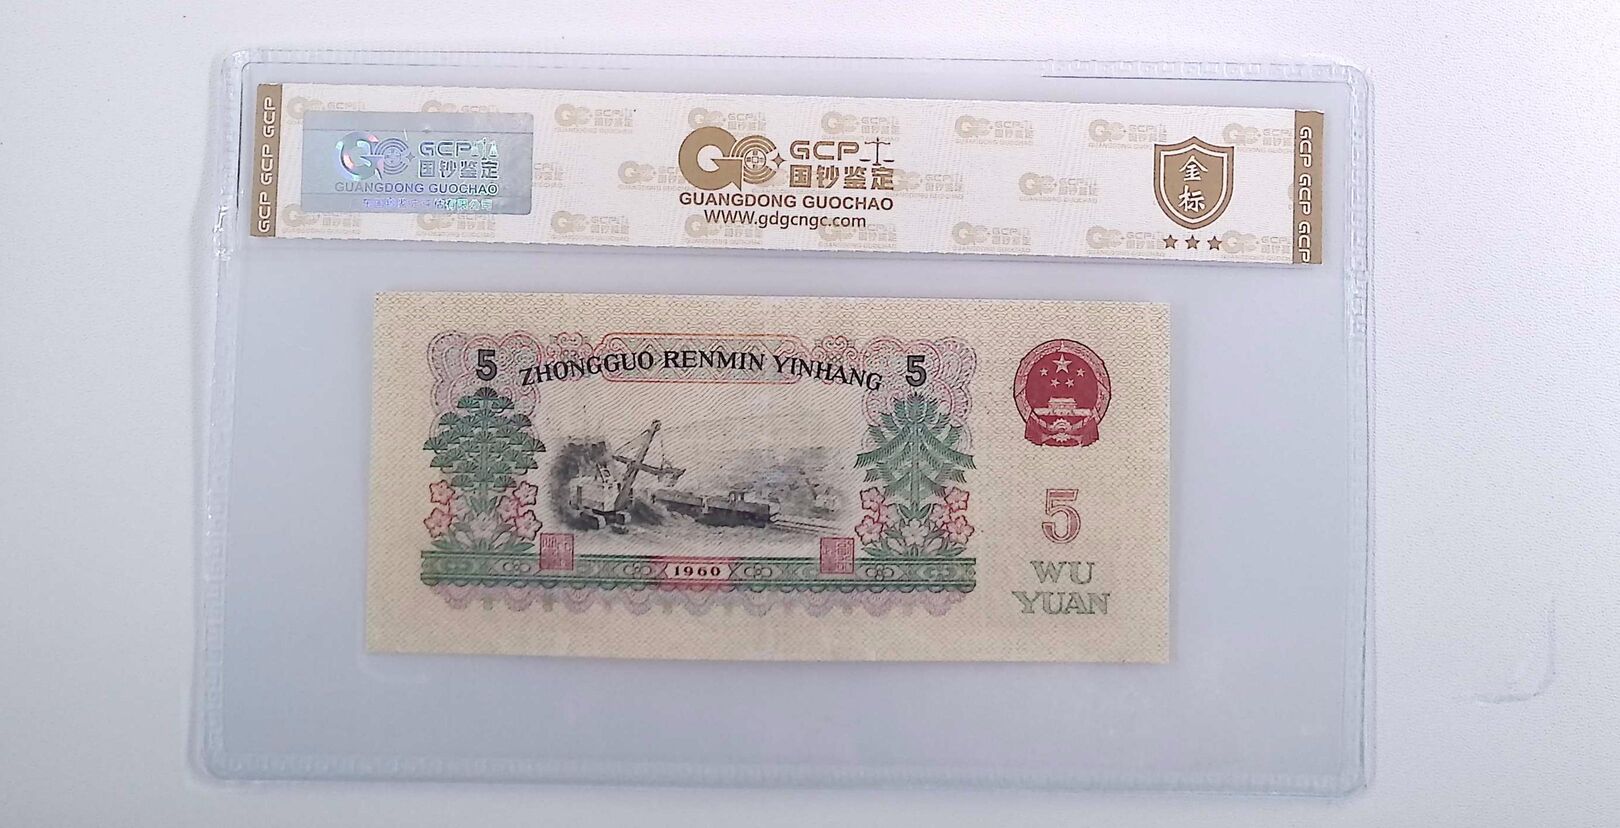 GCP GCP GCP
GCP
国钞鉴定
GUANGDONG GUOCHAO
GCP
国钞鉴定
GUANGDONG GUOCHAO
www.gdgcngc.com
金
标
GCP GCP GCP
5
ZHONGGUO RENMIN YINHANG
5
1960
5
WU
YUAN